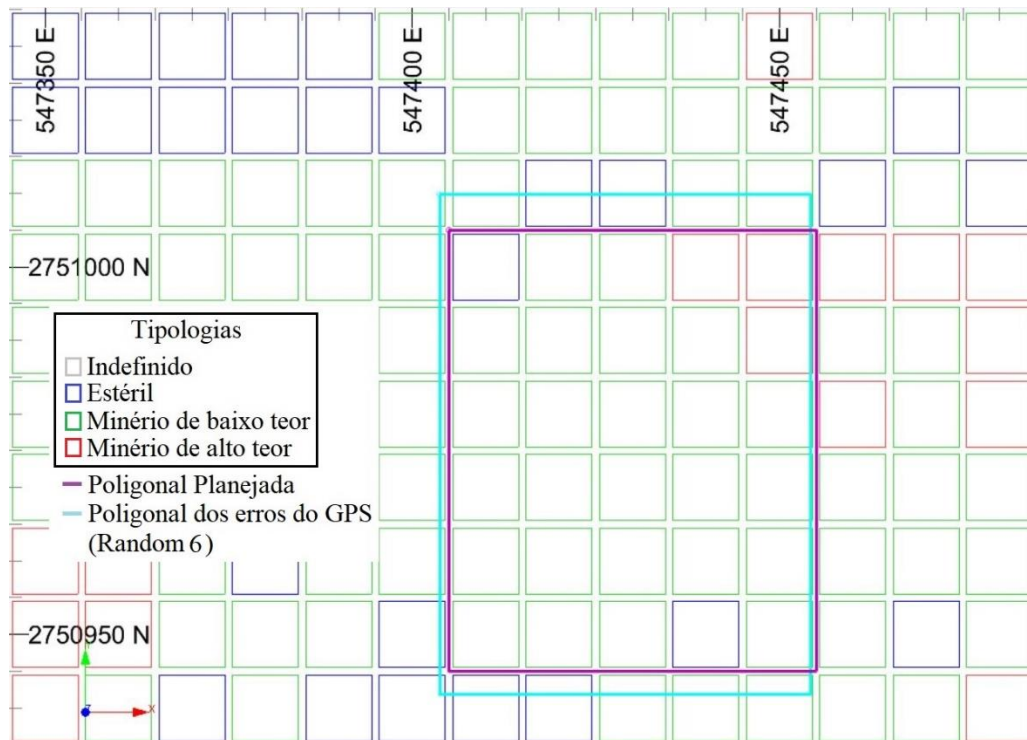 547350 E
547400 E
547450 E
2751000 N
Tipologias
Indefinido
Estéril
Minério de baixo teor
Minério de alto teor
Poligonal Planejada
Poligonal dos erros do GPS
(Random 6)
2750950 N
Z
X